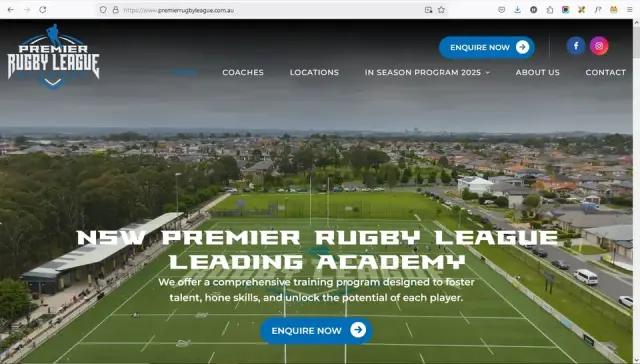 https://www.premierrugbyleague.com.au
PREMIER
RUGBY LEAGUE
ENQUIRE NOW
HOME
COACHES
LOCATIONS
IN SEASON PROGRAM 2025
ABOUT US
CONTACT
NSW PREMIER RUGBY LEAGUE
LEADING ACADEMY
We offer a comprehensive training program designed to foster
talent, hone skills, and unlock the potential of each player.
ENQUIRE NOW